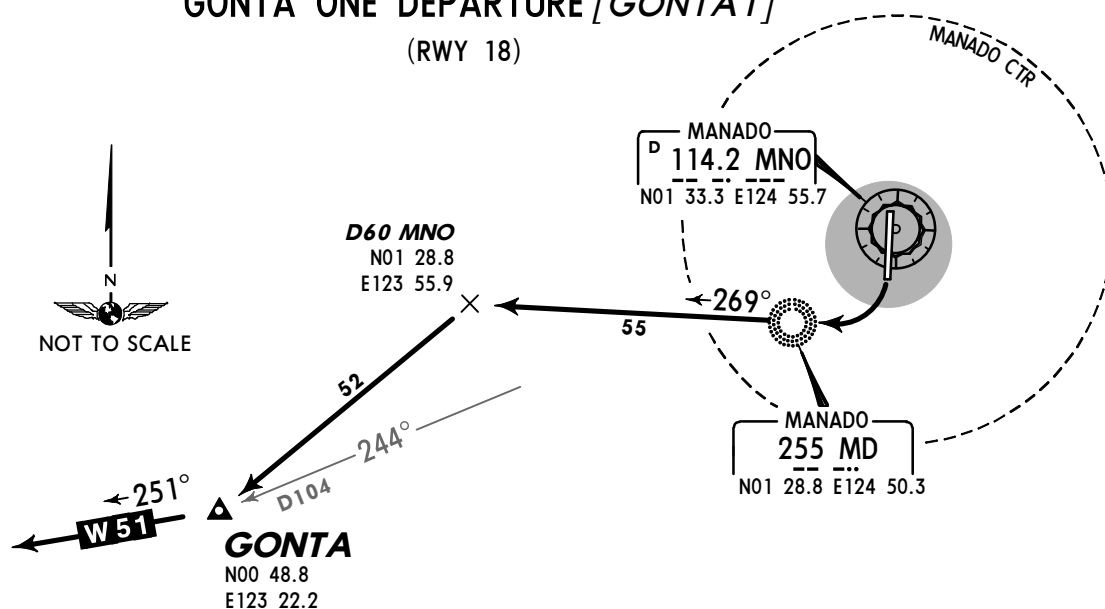 GONTA ONE DEPARTURE [GONTA1]
(RWY 18)
MANADO CTR
MANADO
D 114.2 MNO
N01 33.3 E124 55.7
D60 MNO
N01 28.8
E123 55.9
N
NOT TO SCALE
269°
55
52
244°
D104
MANADO
255 MD
N01 28.8 E124 50.3
251°
W51
GONTA
N00 48.8
E123 22.2